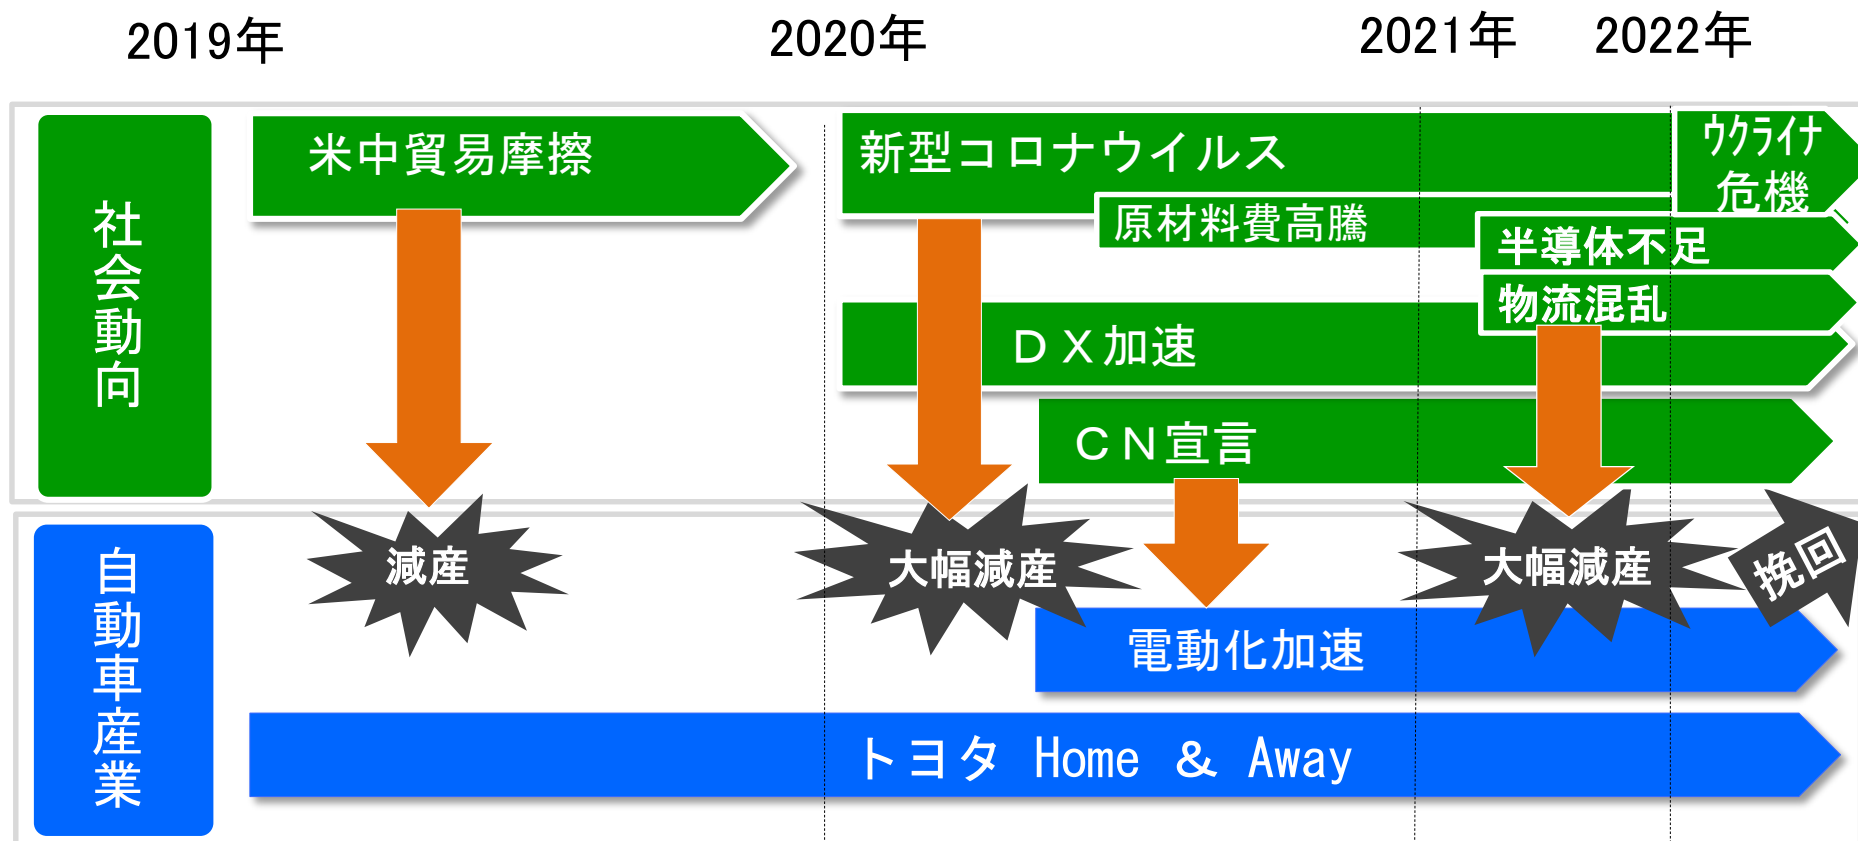 2019年
2020年
2021年
2022年
社会動向
米中貿易摩擦
新型コロナウイルス
ウクライナ
危機
原材料費高騰
半導体不足
物流混乱
ＤＸ加速
ＣＮ宣言
自動車産業
減産
大幅減産
大幅減産
挽回
電動化加速
トヨタ Home ＆ Away